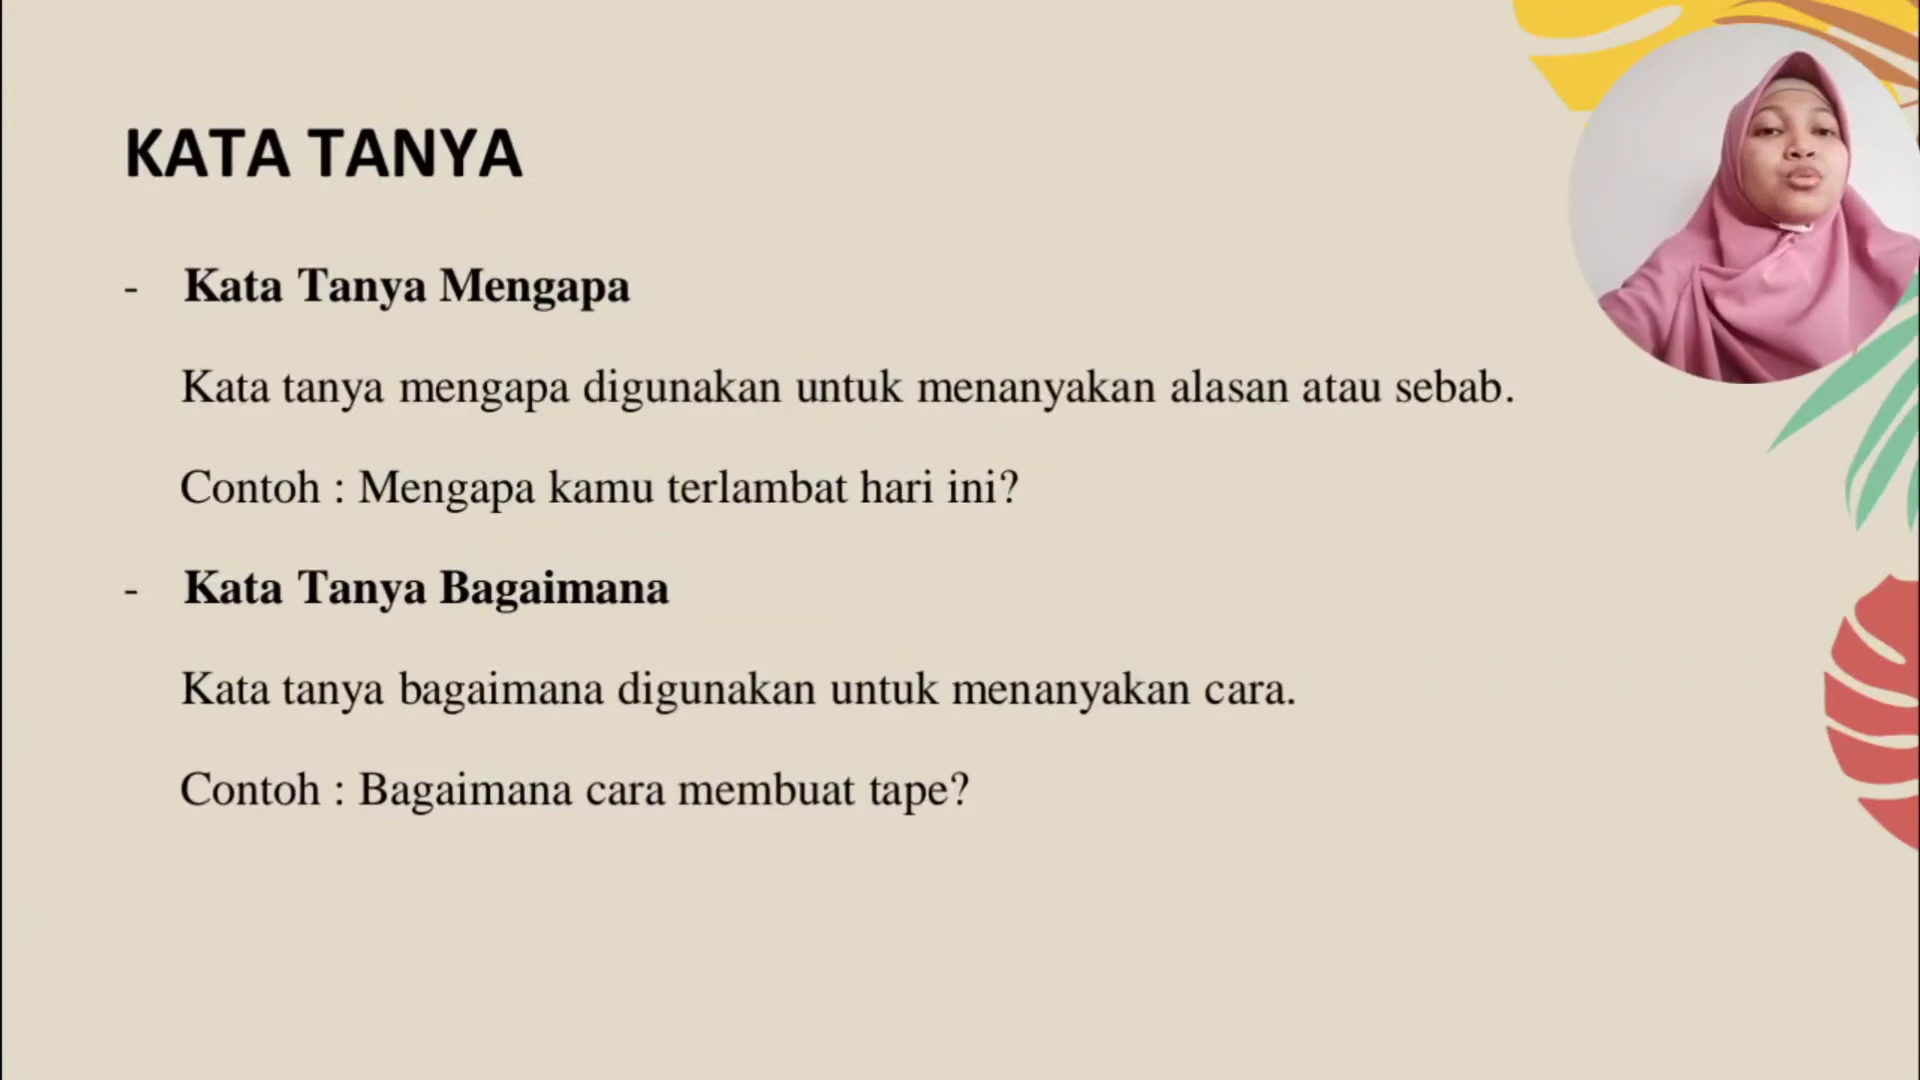 KATA TANYA
- Kata Tanya Mengapa
Kata tanya mengapa digunakan untuk menanyakan alasan atau sebab.
Contoh : Mengapa kamu terlambat hari ini?
- Kata Tanya Bagaimana
Kata tanya bagaimana digunakan untuk menanyakan cara.
Contoh : Bagaimana cara membuat tape?